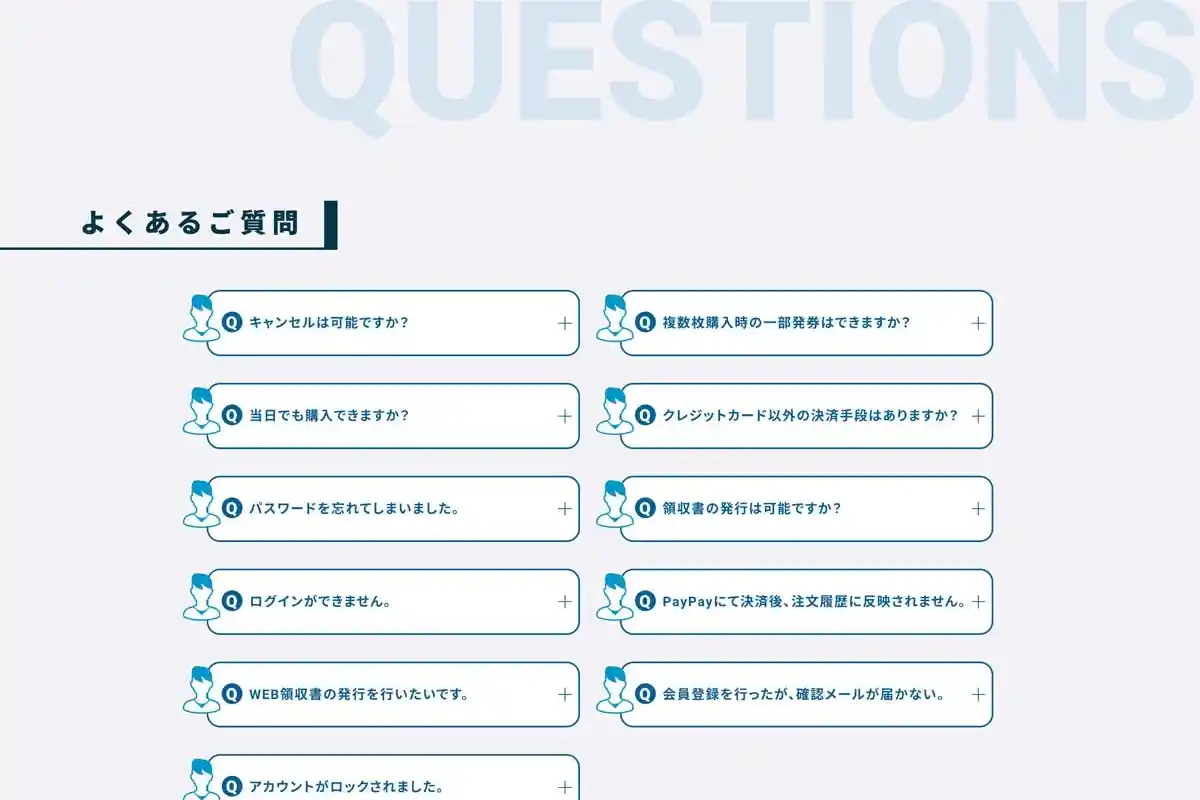 QUESTIONS
よくあるご質問
Q キャンセルは可能ですか？
Q 複数枚購入時の一部発券はできますか？
Q 当日でも購入できますか？
Q クレジットカード以外の決済手段はありますか？
Q パスワードを忘れてしまいました。
Q 領収書の発行は可能ですか？
Q ログインができません。
Q PayPayにて決済後、注文履歴に反映されません。
Q WEB領収書の発行を行いたいです。
Q 会員登録を行ったが、確認メールが届かない。
Q アカウントがロックされました。